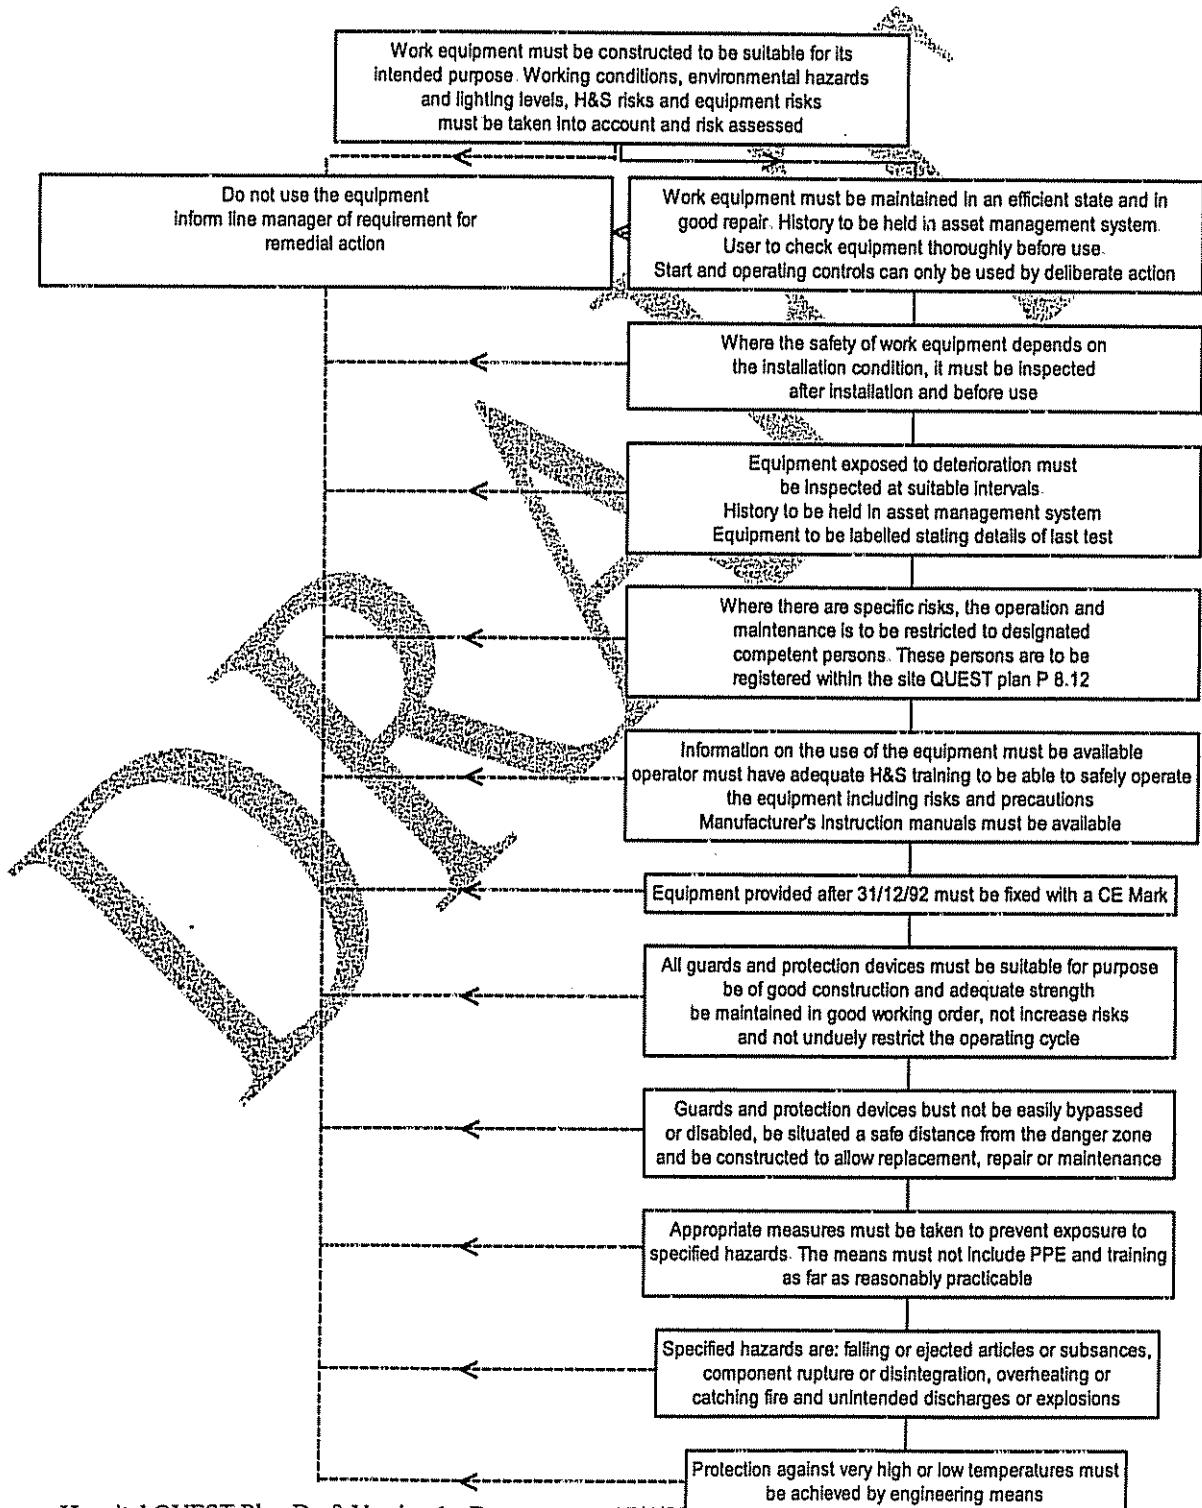 Work equipment must be constructed to be suitable for its
intended purpose. Working conditions, environmental hazards
and lighting levels, H&S risks and equipment risks
must be taken into account and risk assessed
Do not use the equipment
inform line manager of requirement for
remedial action
Work equipment must be maintained in an efficient state and in
good repair. History to be held in asset management system.
User to check equipment thoroughly before use.
Start and operating controls can only be used by deliberate action
Where the safety of work equipment depends on
the installation condition, it must be inspected
after installation and before use
Equipment exposed to deterioration must
be inspected at suitable intervals.
History to be held in asset management system
Equipment to be labelled stating details of last test
Where there are specific risks, the operation and
maintenance is to be restricted to designated
competent persons. These persons are to be
registered within the site QUEST plan P 8.12
Information on the use of the equipment must be available
operator must have adequate H&S training to be able to safely operate
the equipment including risks and precautions
Manufacturer's Instruction manuals must be available
Equipment provided after 31/12/92 must be fixed with a CE Mark
All guards and protection devices must be suitable for purpose
be of good construction and adequate strength
be maintained in good working order, not increase risks
and not unduely restrict the operating cycle
Guards and protection devices bust not be easily bypassed
or disabled, be situated a safe distance from the danger zone
and be constructed to allow replacement, repair or maintenance
Appropriate measures must be taken to prevent exposure to
specified hazards. The means must not include PPE and training
as far as reasonably practicable
Specified hazards are: falling or ejected articles or subsances,
component rupture or disintegration, overheating or
catching fire and unintended discharges or explosions
Protection against very high or low temperatures must
be achieved by engineering means
QUEST Plan